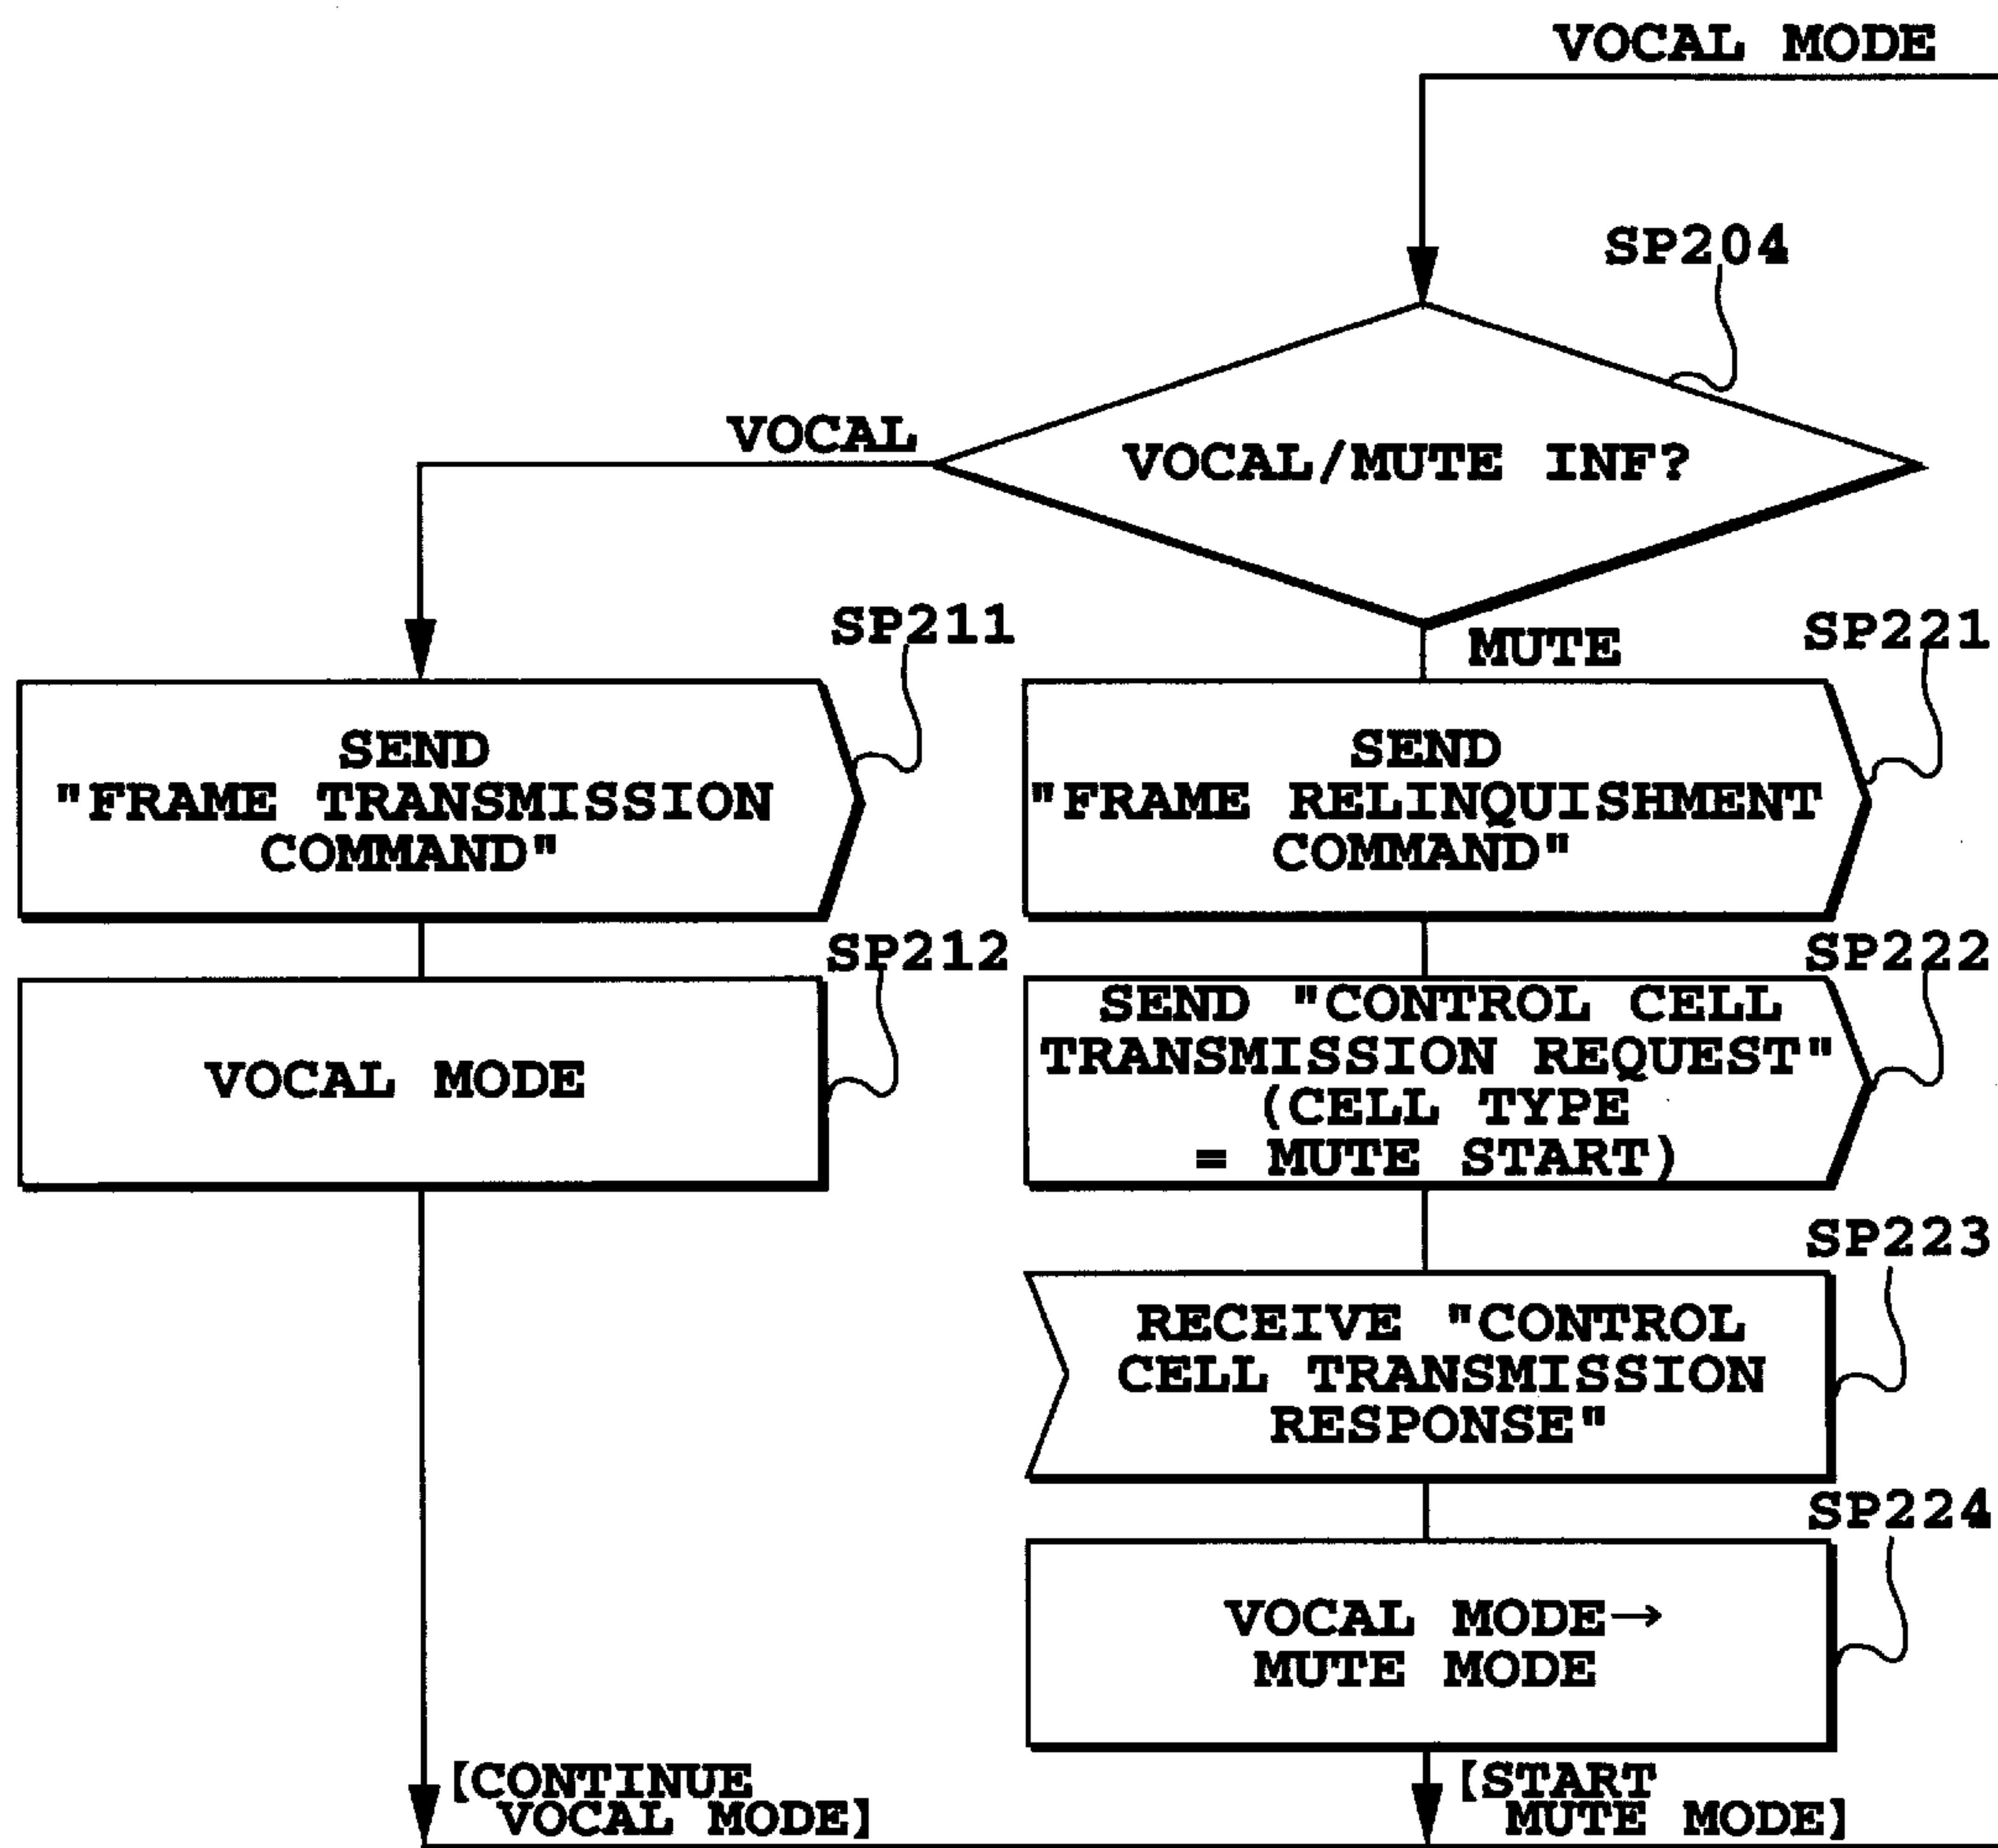 VOCAL MODE
SP204
VOCAL
VOCAL/MUTE INF?
MUTE
SP211
SEND
"FRAME TRANSMISSION
COMMAND"
SP212
VOCAL MODE
[CONTINUE
VOCAL MODE]
SP221
SEND
"FRAME RELINQUISHMENT
COMMAND"
SP222
SEND "CONTROL CELL
TRANSMISSION REQUEST"
(CELL TYPE
= MUTE START)
SP223
RECEIVE "CONTROL
CELL TRANSMISSION
RESPONSE"
SP224
VOCAL MODE→
MUTE MODE
[START
MUTE MODE]